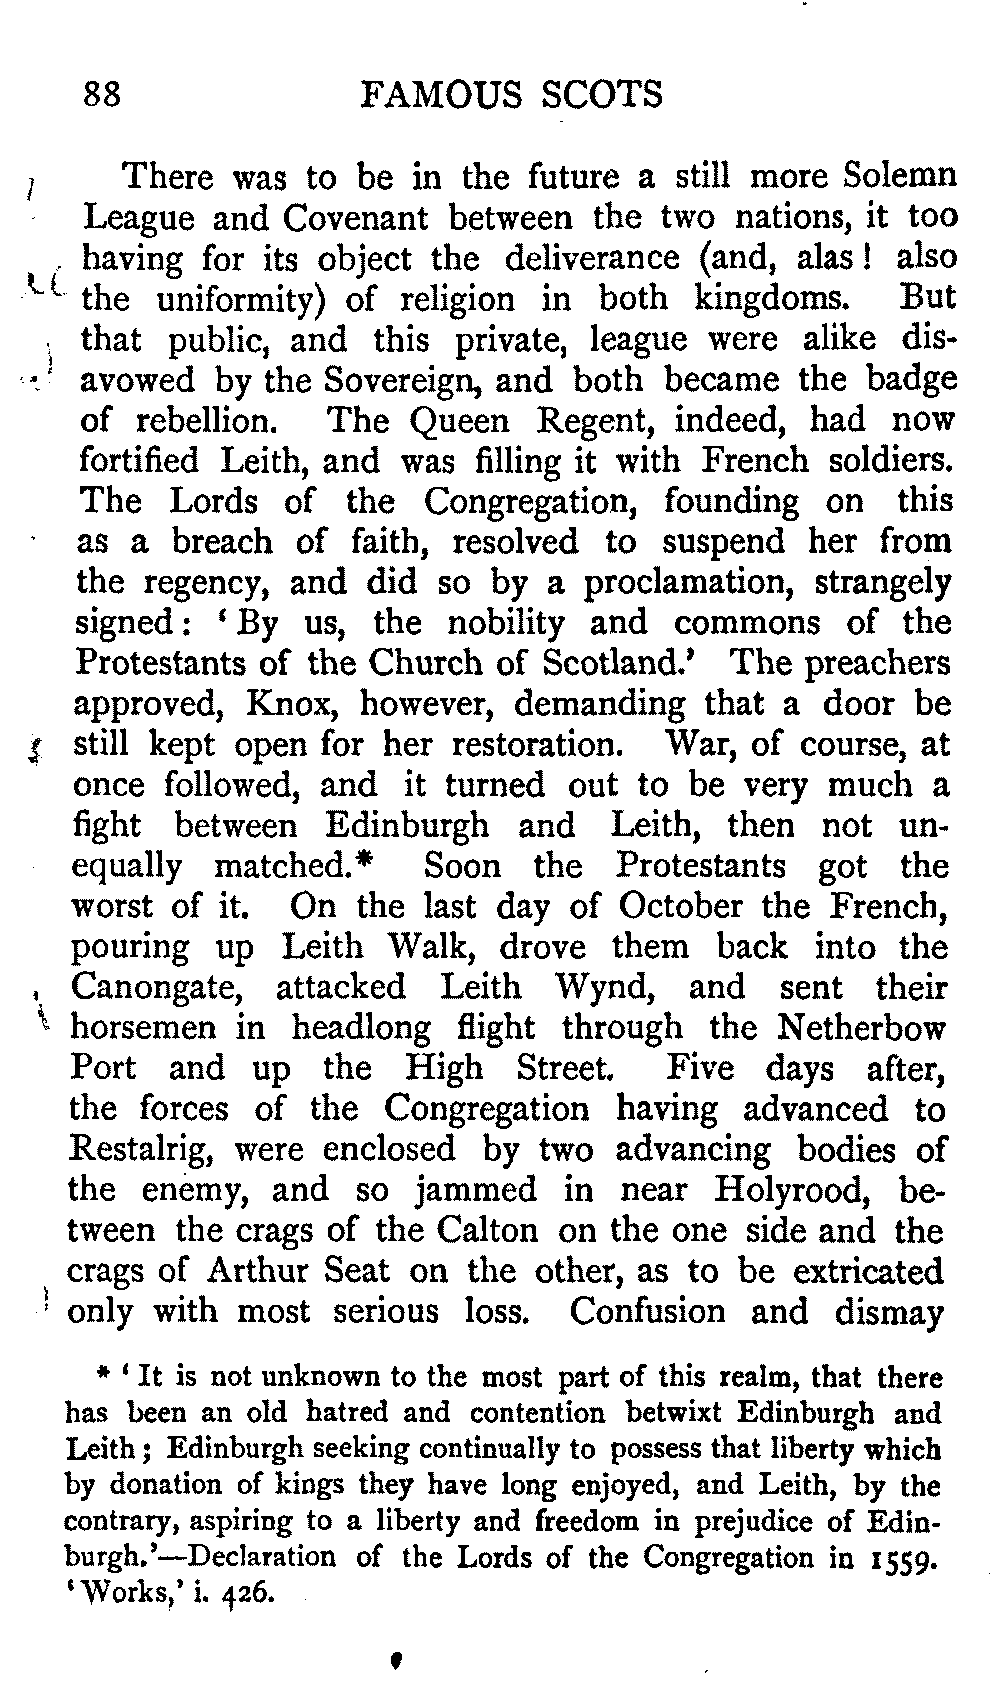 88 FAMOUS SCOTS
There was to be in the future a still more Solemn
League and Covenant between the two nations, it too
having for its object the deliverance (and, alas! also
the uniformity) of religion in both kingdoms. But
that public, and this private, league were alike dis-
avowed by the Sovereign, and both became the badge
of rebellion. The Queen Regent, indeed, had now
fortified Leith, and was filling it with French soldiers.
The Lords of the Congregation, founding on this
as a breach of faith, resolved to suspend her from
the regency, and did so by a proclamation, strangely
signed: ‘By us, the nobility and commons of the
Protestants of the Church of Scotland.’ The preachers
approved, Knox, however, demanding that a door be
still kept open for her restoration. War, of course, at
once followed, and it turned out to be very much a
fight between Edinburgh and Leith, then not un-
equally matched.* Soon the Protestants got the
worst of it. On the last day of October the French,
pouring up Leith Walk, drove them back into the
Canongate, attacked Leith Wynd, and sent their
horsemen in headlong flight through the Netherbow
Port and up the High Street. Five days after,
the forces of the Congregation having advanced to
Restalrig, were enclosed by two advancing bodies of
the enemy, and so jammed in near Holyrood, be-
tween the crags of the Calton on the one side and the
crags of Arthur Seat on the other, as to be extricated
only with most serious loss. Confusion and dismay
* ‘It is not unknown to the most part of this realm, that there
has been an old hatred and contention betwixt Edinburgh and
Leith; Edinburgh seeking continually to possess that liberty which
by donation of kings they have long enjoyed, and Leith, by the
contrary, aspiring to a liberty and freedom in prejudice of Edin-
burgh.’—Declaration of the Lords of the Congregation in 1559.
‘Works,’ i. 426.